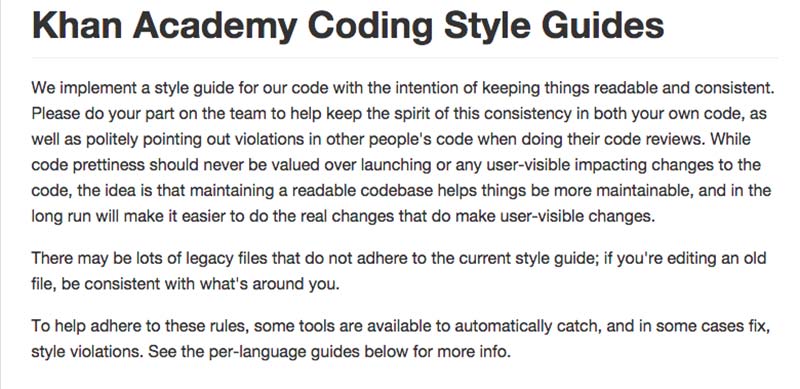 Khan Academy Coding Style Guides
We implement a style guide for our code with the intention of keeping things readable and consistent.
Please do your part on the team to help keep the spirit of this consistency in both your own code, as
well as politely pointing out violations in other people's code when doing their code reviews. While
code prettiness should never be valued over launching or any user-visible impacting changes to the
code, the idea is that maintaining a readable codebase helps things be more maintainable, and in the
long run will make it easier to do the real changes that do make user-visible changes.
There may be lots of legacy files that do not adhere to the current style guide; if you're editing an old
file, be consistent with what's around you.
To help adhere to these rules, some tools are available to automatically catch, and in some cases fix,
style violations. See the per-language guides below for more info.